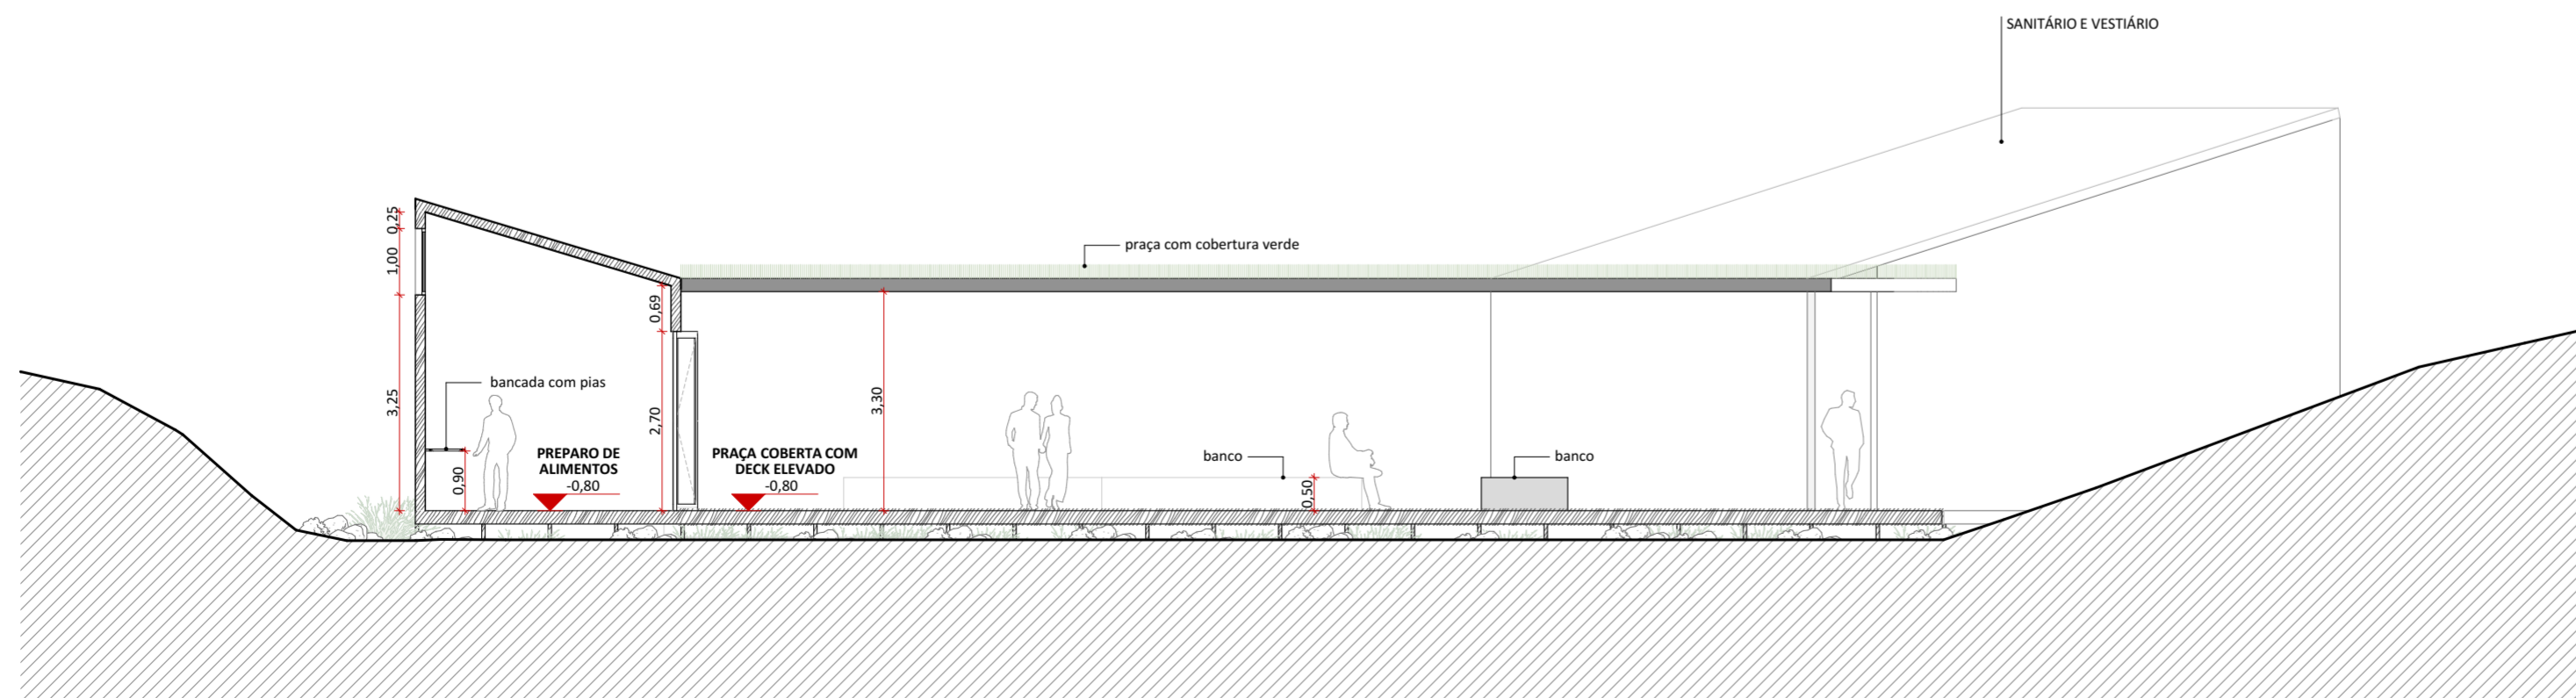 SANITÁRIO E VESTIÁRIO
praça com cobertura verde
0,25
1,00
3,25
0,69
2,70
3,30
bancada com pias
0,90
PREPARO DE
ALIMENTOS
-0,80
PRAÇA COBERTA COM
DECK ELEVADO
-0,80
banco
0,50
banco